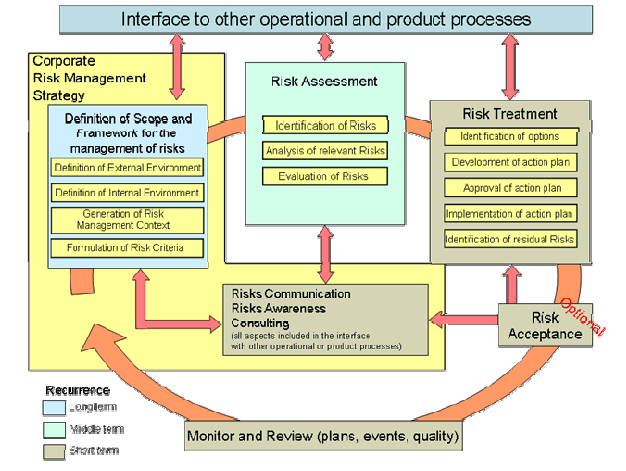 Interface to other operational and product processes
Corporate
Risk Management
Strategy
Definition of Scope and
Framework for the
management of risks
Definition of External Environment
Definition of Internal Environment
Generation of Risk
Management Context
Formulation of Risk Criteria
Risk Assessment
Identification of Risks
Analysis of relevant Risks
Evaluation of Risks
Risk Treatment
Identification of options
Development of action plan
Approval of action plan
Implementation of action plan
Identification of residual Risks
Risks Communication
Risks Awareness
Consulting
(all aspects included in the interface
with other operational or product processes)
Risk
Acceptance
Optional
Recurrence
Long term
Middle term
Short term
Monitor and Review (plans, events, quality)